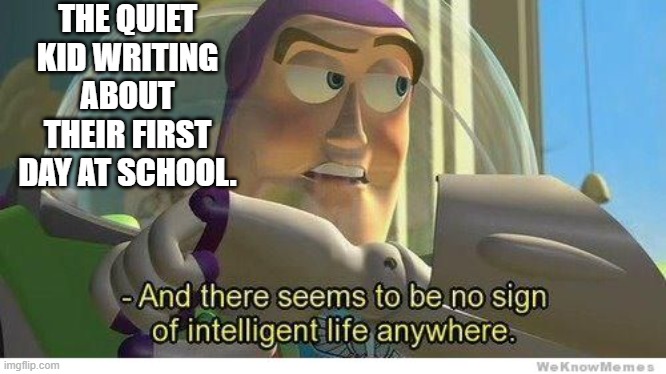 THE QUIET
KID WRITING
ABOUT
THEIR FIRST
DAY AT SCHOOL.
- And there seems to be no sign
of intelligent life anywhere.
imgflip.com
WeKnowMemes